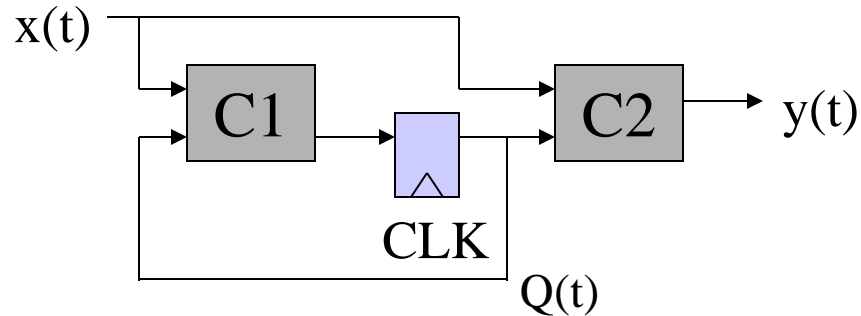 x(t)
C1
C2
y(t)
CLK
Q(t)